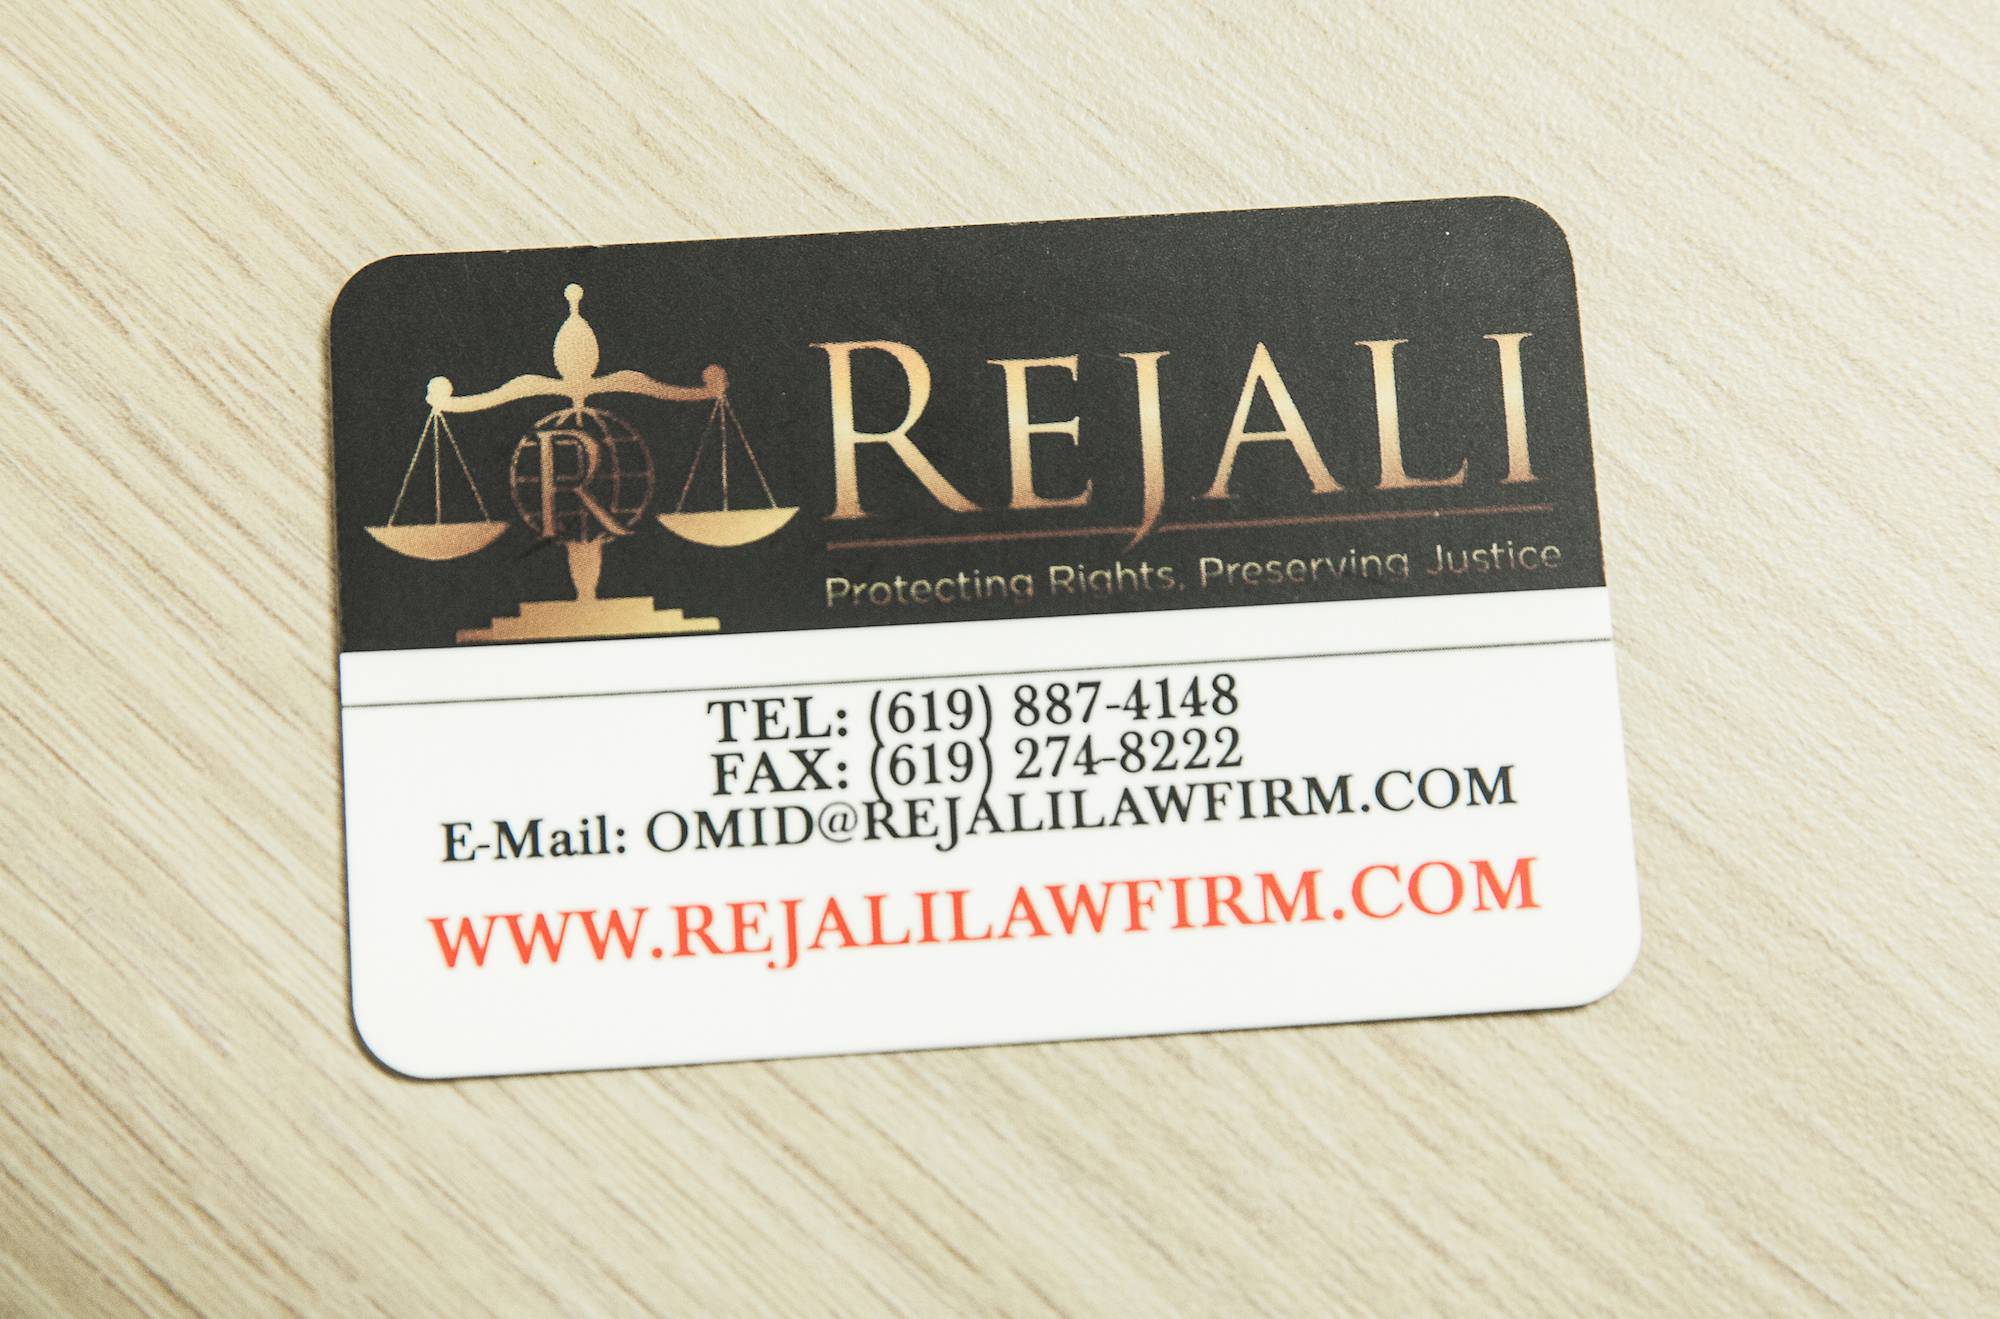 R
REJALI
Protecting Rights, Preserving Justice
TEL: (619) 887-4148
FAX: (619) 274-8222
E-Mail: OMID@REJALILAWFIRM.COM
WWW.REJALILAWFIRM.COM